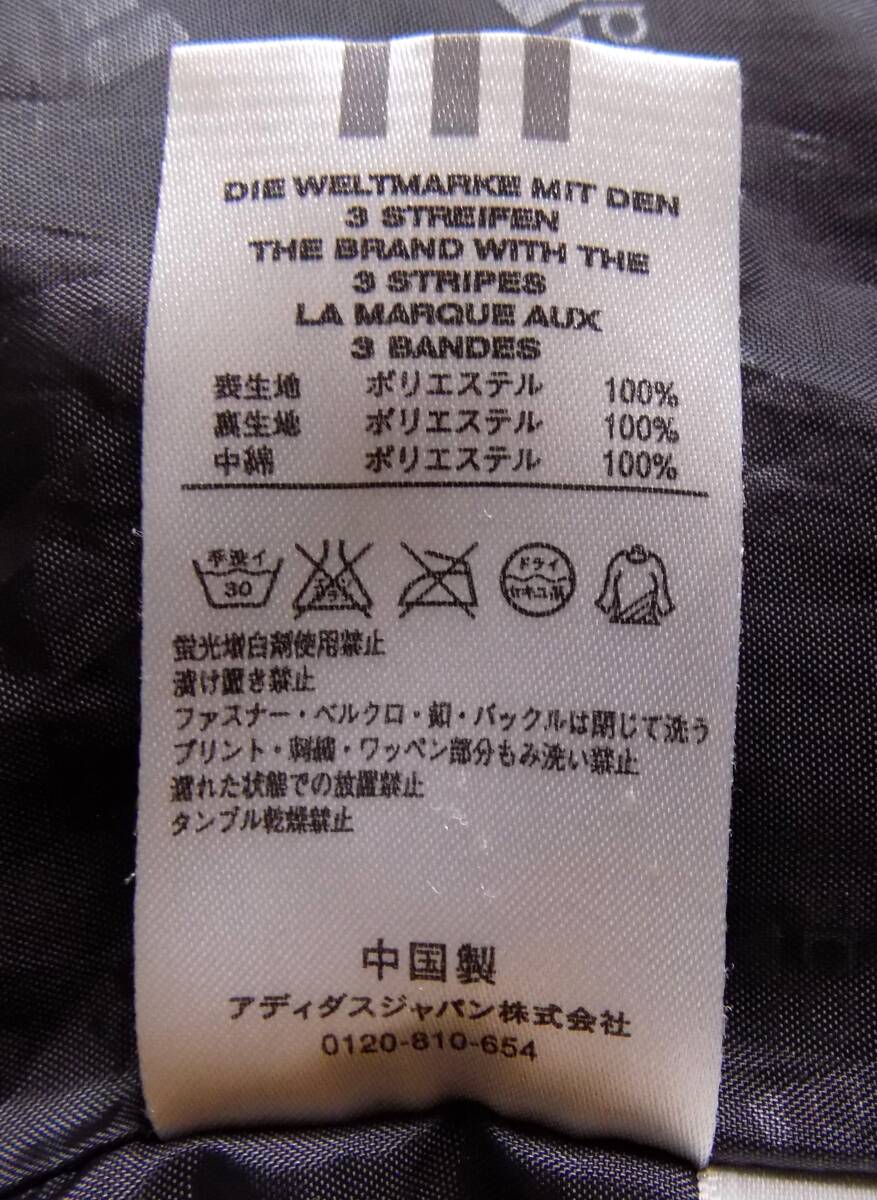 DIE WELTMARKE MIT DEN
3 STREIFEN
THE BRAND WITH THE
3 STRIPES
LA MARQUE AUX
3 BANDES
表生地 ポリエステル 100%
裏生地 ポリエステル 100%
中綿 ポリエステル 100%
手洗イ ドライ
30 セキユ系
蛍光増白剤使用禁止
漬け置き禁止
ファスナー・ベルクロ・釦・バックルは閉じて洗う
プリント・刺繍・ワッペン部分もみ洗い禁止
濡れた状態での放置禁止
タンブル乾燥禁止
中国製
アディダスジャパン株式会社
0120-810-654